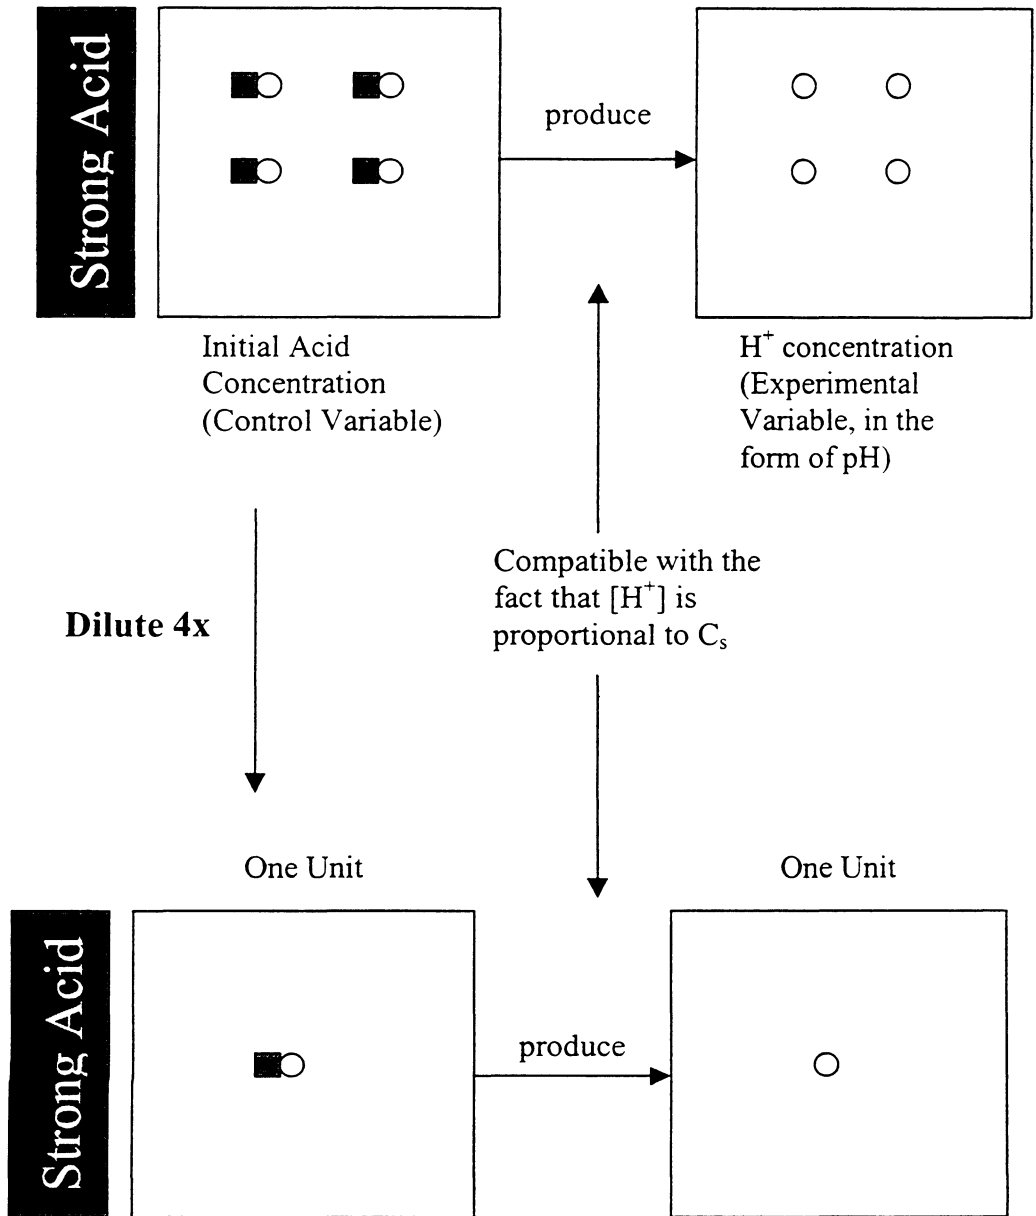 Strong Acid
produce
Initial Acid
Concentration
(Control Variable)
H⁺ concentration
(Experimental
Variable, in the
form of pH)
Dilute 4x
Compatible with the
fact that [H⁺] is
proportional to Cₛ
One Unit
One Unit
Strong Acid
produce